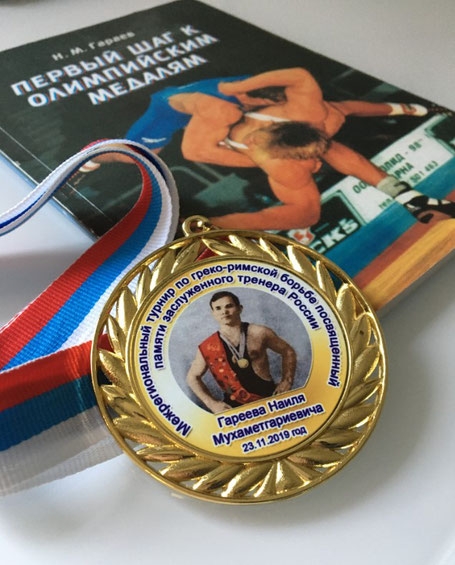 Н. М. Гараев
ПЕРВЫЙ ШАГ К
ОЛИМПИЙСКИМ
МЕДАЛЯМ
Межрегиональный турнир по греко-римской борьбе посвященный
памяти заслуженного тренера России
Гареева Наиля
Мухаметгариевича
23.11.2019 год